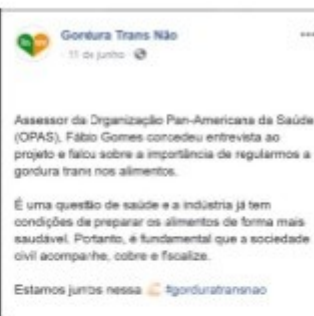 Gordura Trans Não
11 de junho
Assessor da Organização Pan-Americana da Saúde
(OPAS), Fábio Gomes concedeu entrevista ao
projeto e falou sobre a importância de regularmos a
gordura trans nos alimentos.
É uma questão de saúde e a indústria já tem
condições de preparar os alimentos de forma mais
saudável. Portanto, é fundamental que a sociedade
civil acompanhe, cobre e fiscalize.
Estamos juntos nessa 💪 #gorduratransnao